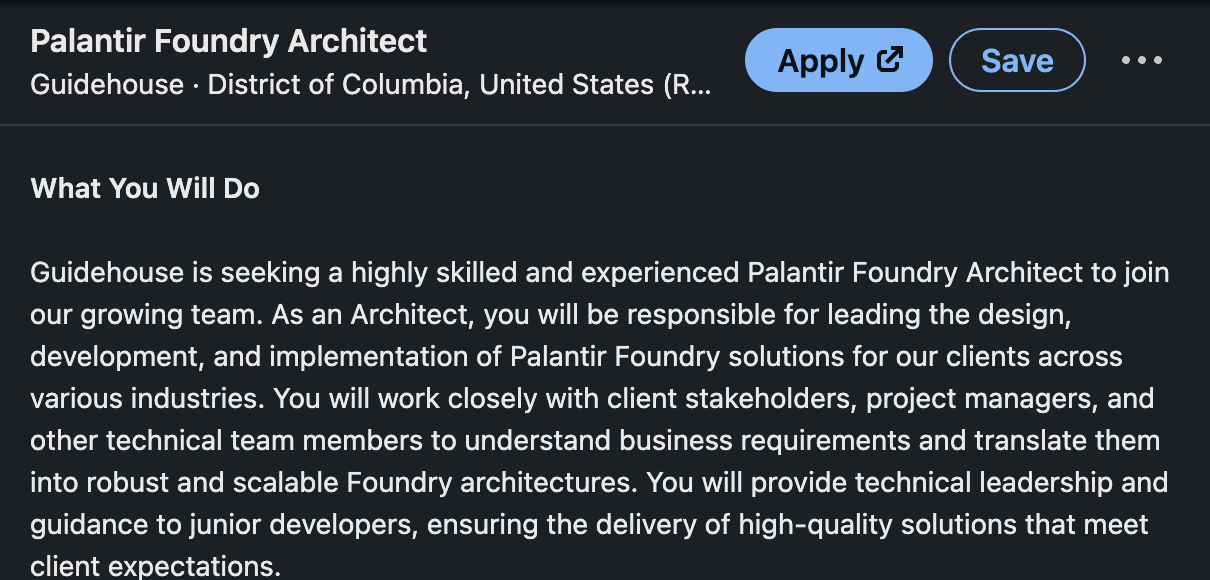 Palantir Foundry Architect
Guidehouse · District of Columbia, United States (R...
Apply
Save
What You Will Do
Guidehouse is seeking a highly skilled and experienced Palantir Foundry Architect to join
our growing team. As an Architect, you will be responsible for leading the design,
development, and implementation of Palantir Foundry solutions for our clients across
various industries. You will work closely with client stakeholders, project managers, and
other technical team members to understand business requirements and translate them
into robust and scalable Foundry architectures. You will provide technical leadership and
guidance to junior developers, ensuring the delivery of high-quality solutions that meet
client expectations.